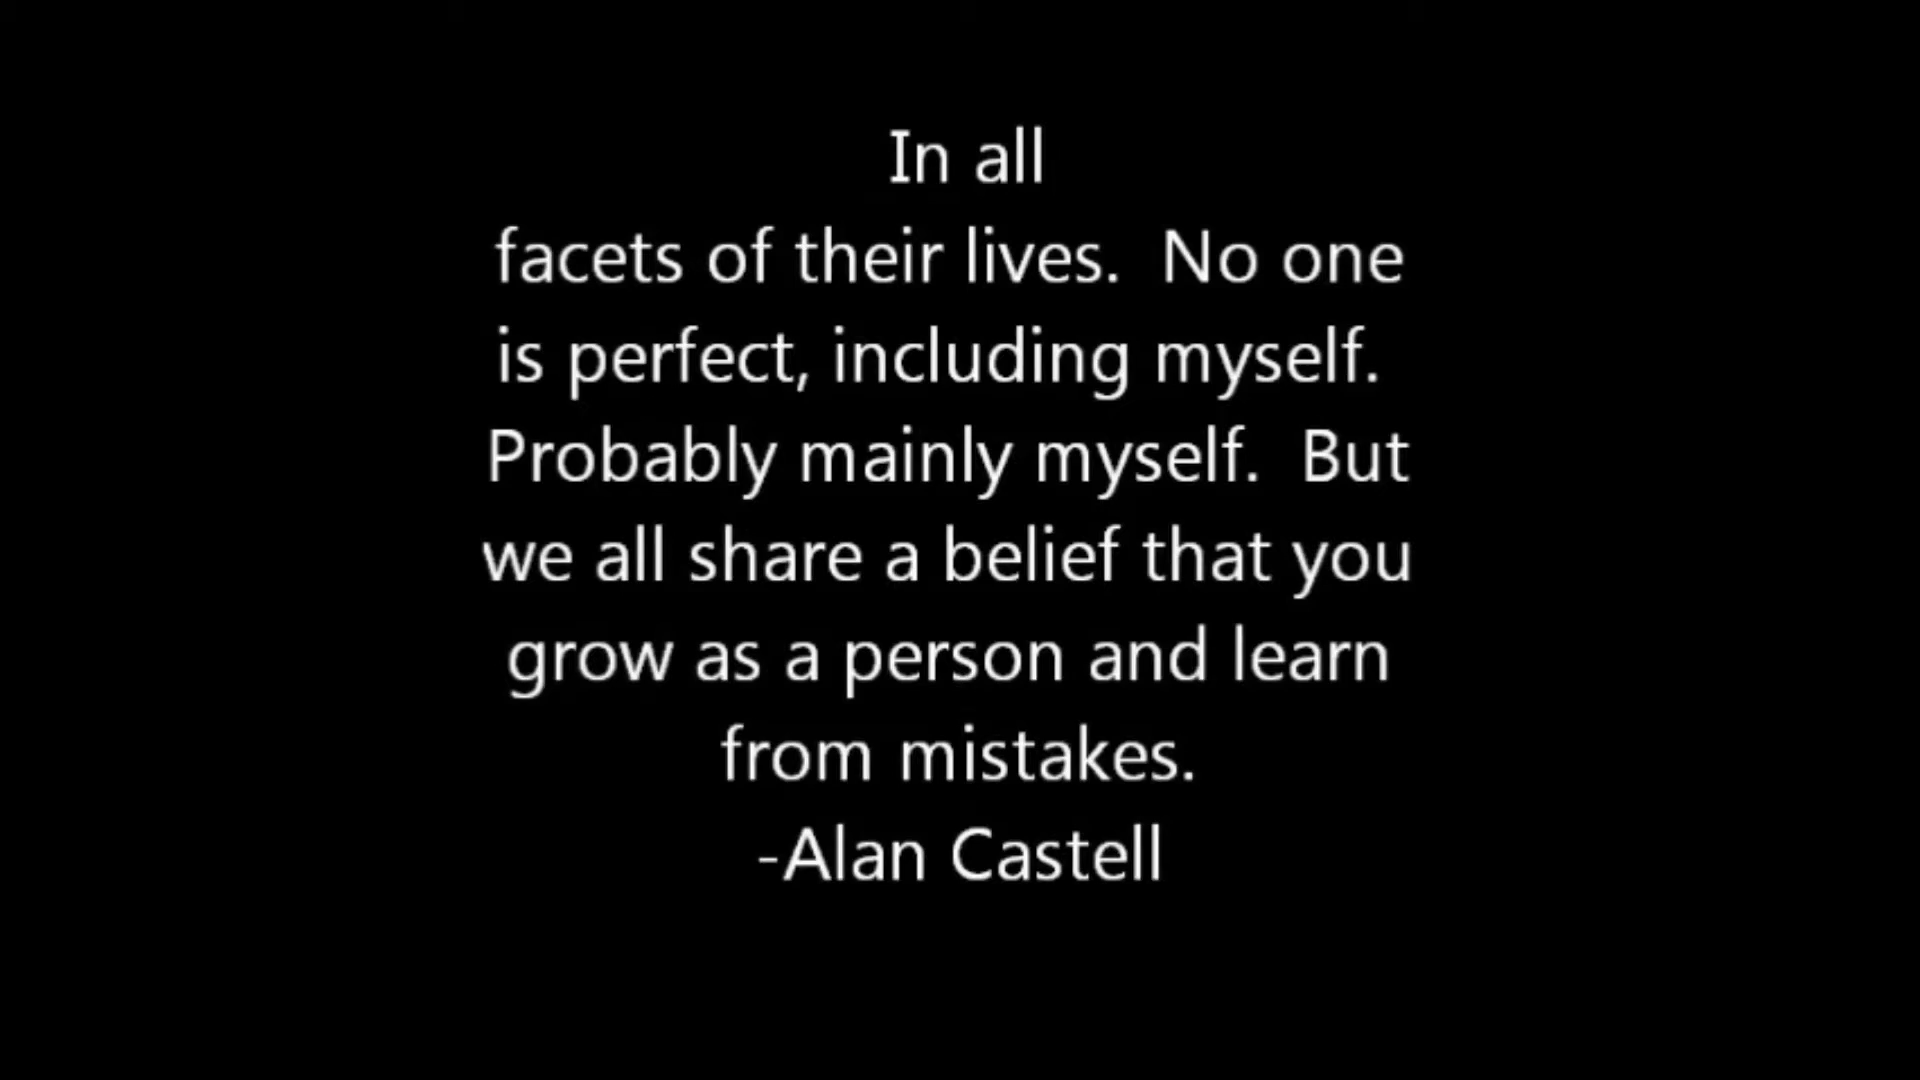 In all
facets of their lives.  No one
is perfect, including myself.
Probably mainly myself.  But
we all share a belief that you
grow as a person and learn
from mistakes.
-Alan Castell